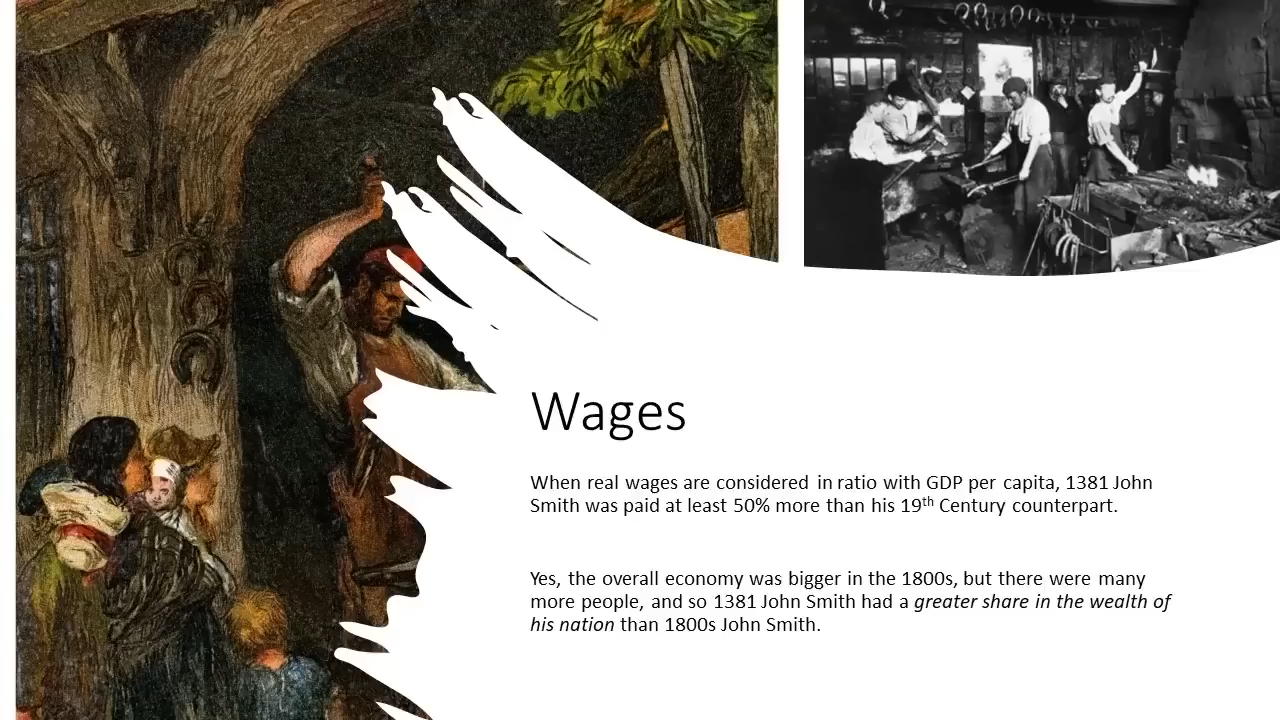 Wages
When real wages are considered in ratio with GDP per capita, 1381 John
Smith was paid at least 50% more than his 19th Century counterpart.
Yes, the overall economy was bigger in the 1800s, but there were many
more people, and so 1381 John Smith had a greater share in the wealth of
his nation than 1800s John Smith.